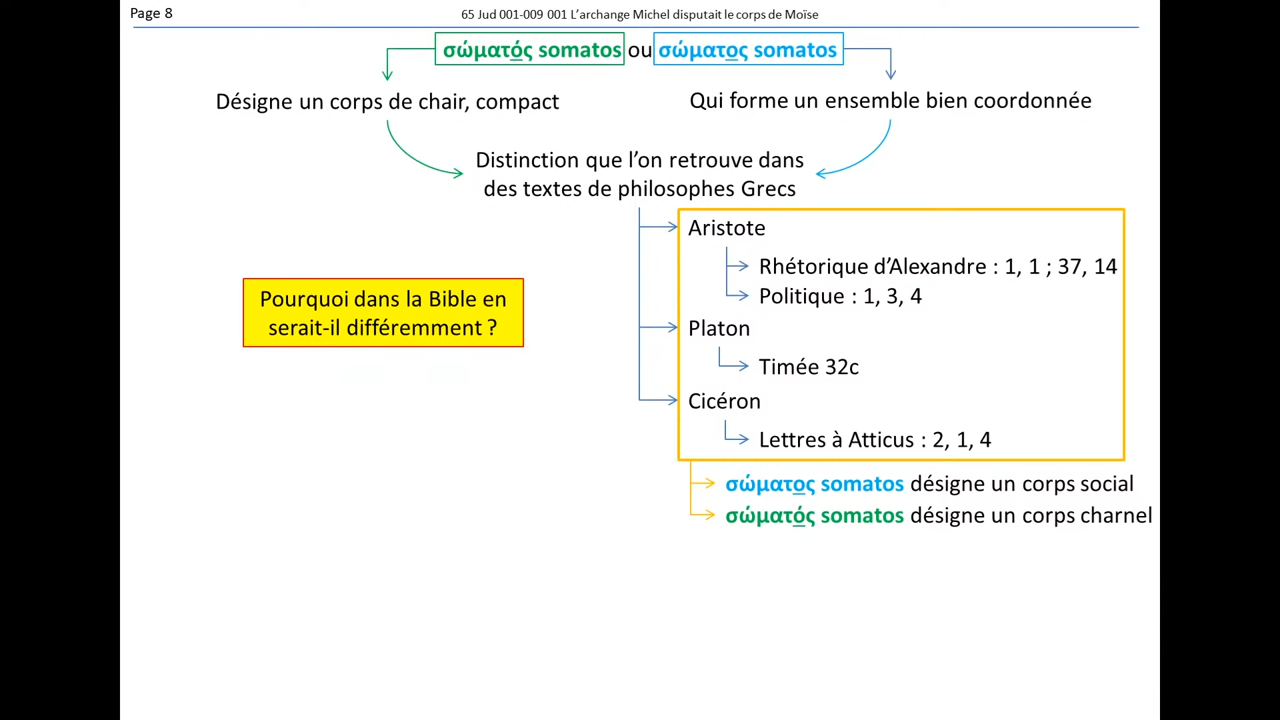 Page 8
65 Jud 001-009 001 L’archange Michel disputait le corps de Moïse
σώματός somatos ou σώματος somatos
Désigne un corps de chair, compact
Qui forme un ensemble bien coordonnée
Distinction que l’on retrouve dans
des textes de philosophes Grecs
Aristote
Rhétorique d’Alexandre : 1, 1 ; 37, 14
Politique : 1, 3, 4
Pourquoi dans la Bible en
serait-il différemment ?
Platon
Timée 32c
Cicéron
Lettres à Atticus : 2, 1, 4
σώματος somatos désigne un corps social
σώματός somatos désigne un corps charnel